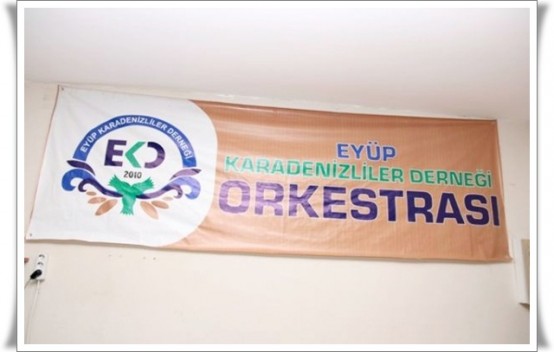 EYÜP KARADENİZLİLER DERNEĞİ
EKD
2010
EYÜP
KARADENİZLİLER DERNEĞİ
ORKESTRASI